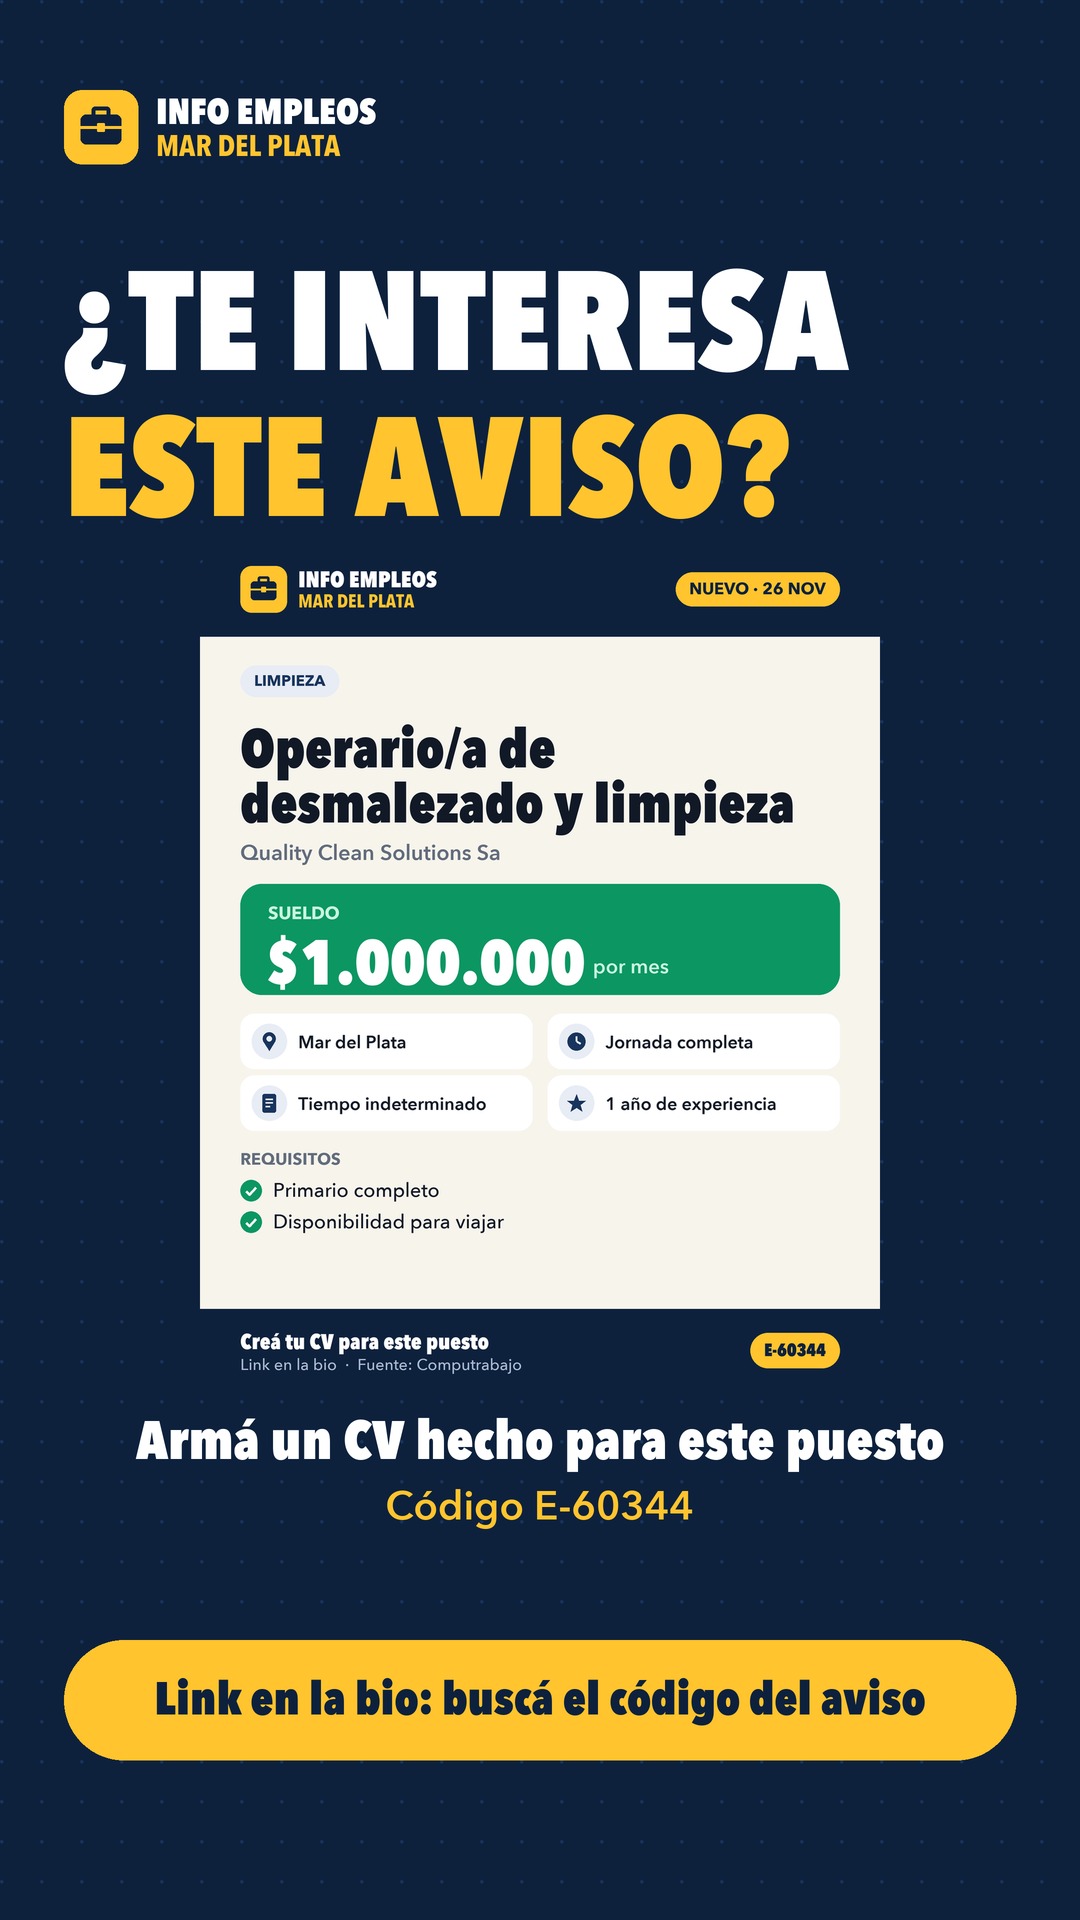 INFO EMPLEOS
MAR DEL PLATA
¿TE INTERESA
ESTE AVISO?
INFO EMPLEOS
MAR DEL PLATA
NUEVO · 26 NOV
LIMPIEZA
Operario/a de
desmalezado y limpieza
Quality Clean Solutions Sa
SUELDO
$1.000.000 por mes
Mar del Plata
Jornada completa
Tiempo indeterminado
1 año de experiencia
REQUISITOS
Primario completo
Disponibilidad para viajar
Creá tu CV para este puesto
Link en la bio · Fuente: Computrabajo
E-60344
Armá un CV hecho para este puesto
Código E-60344
Link en la bio: buscá el código del aviso